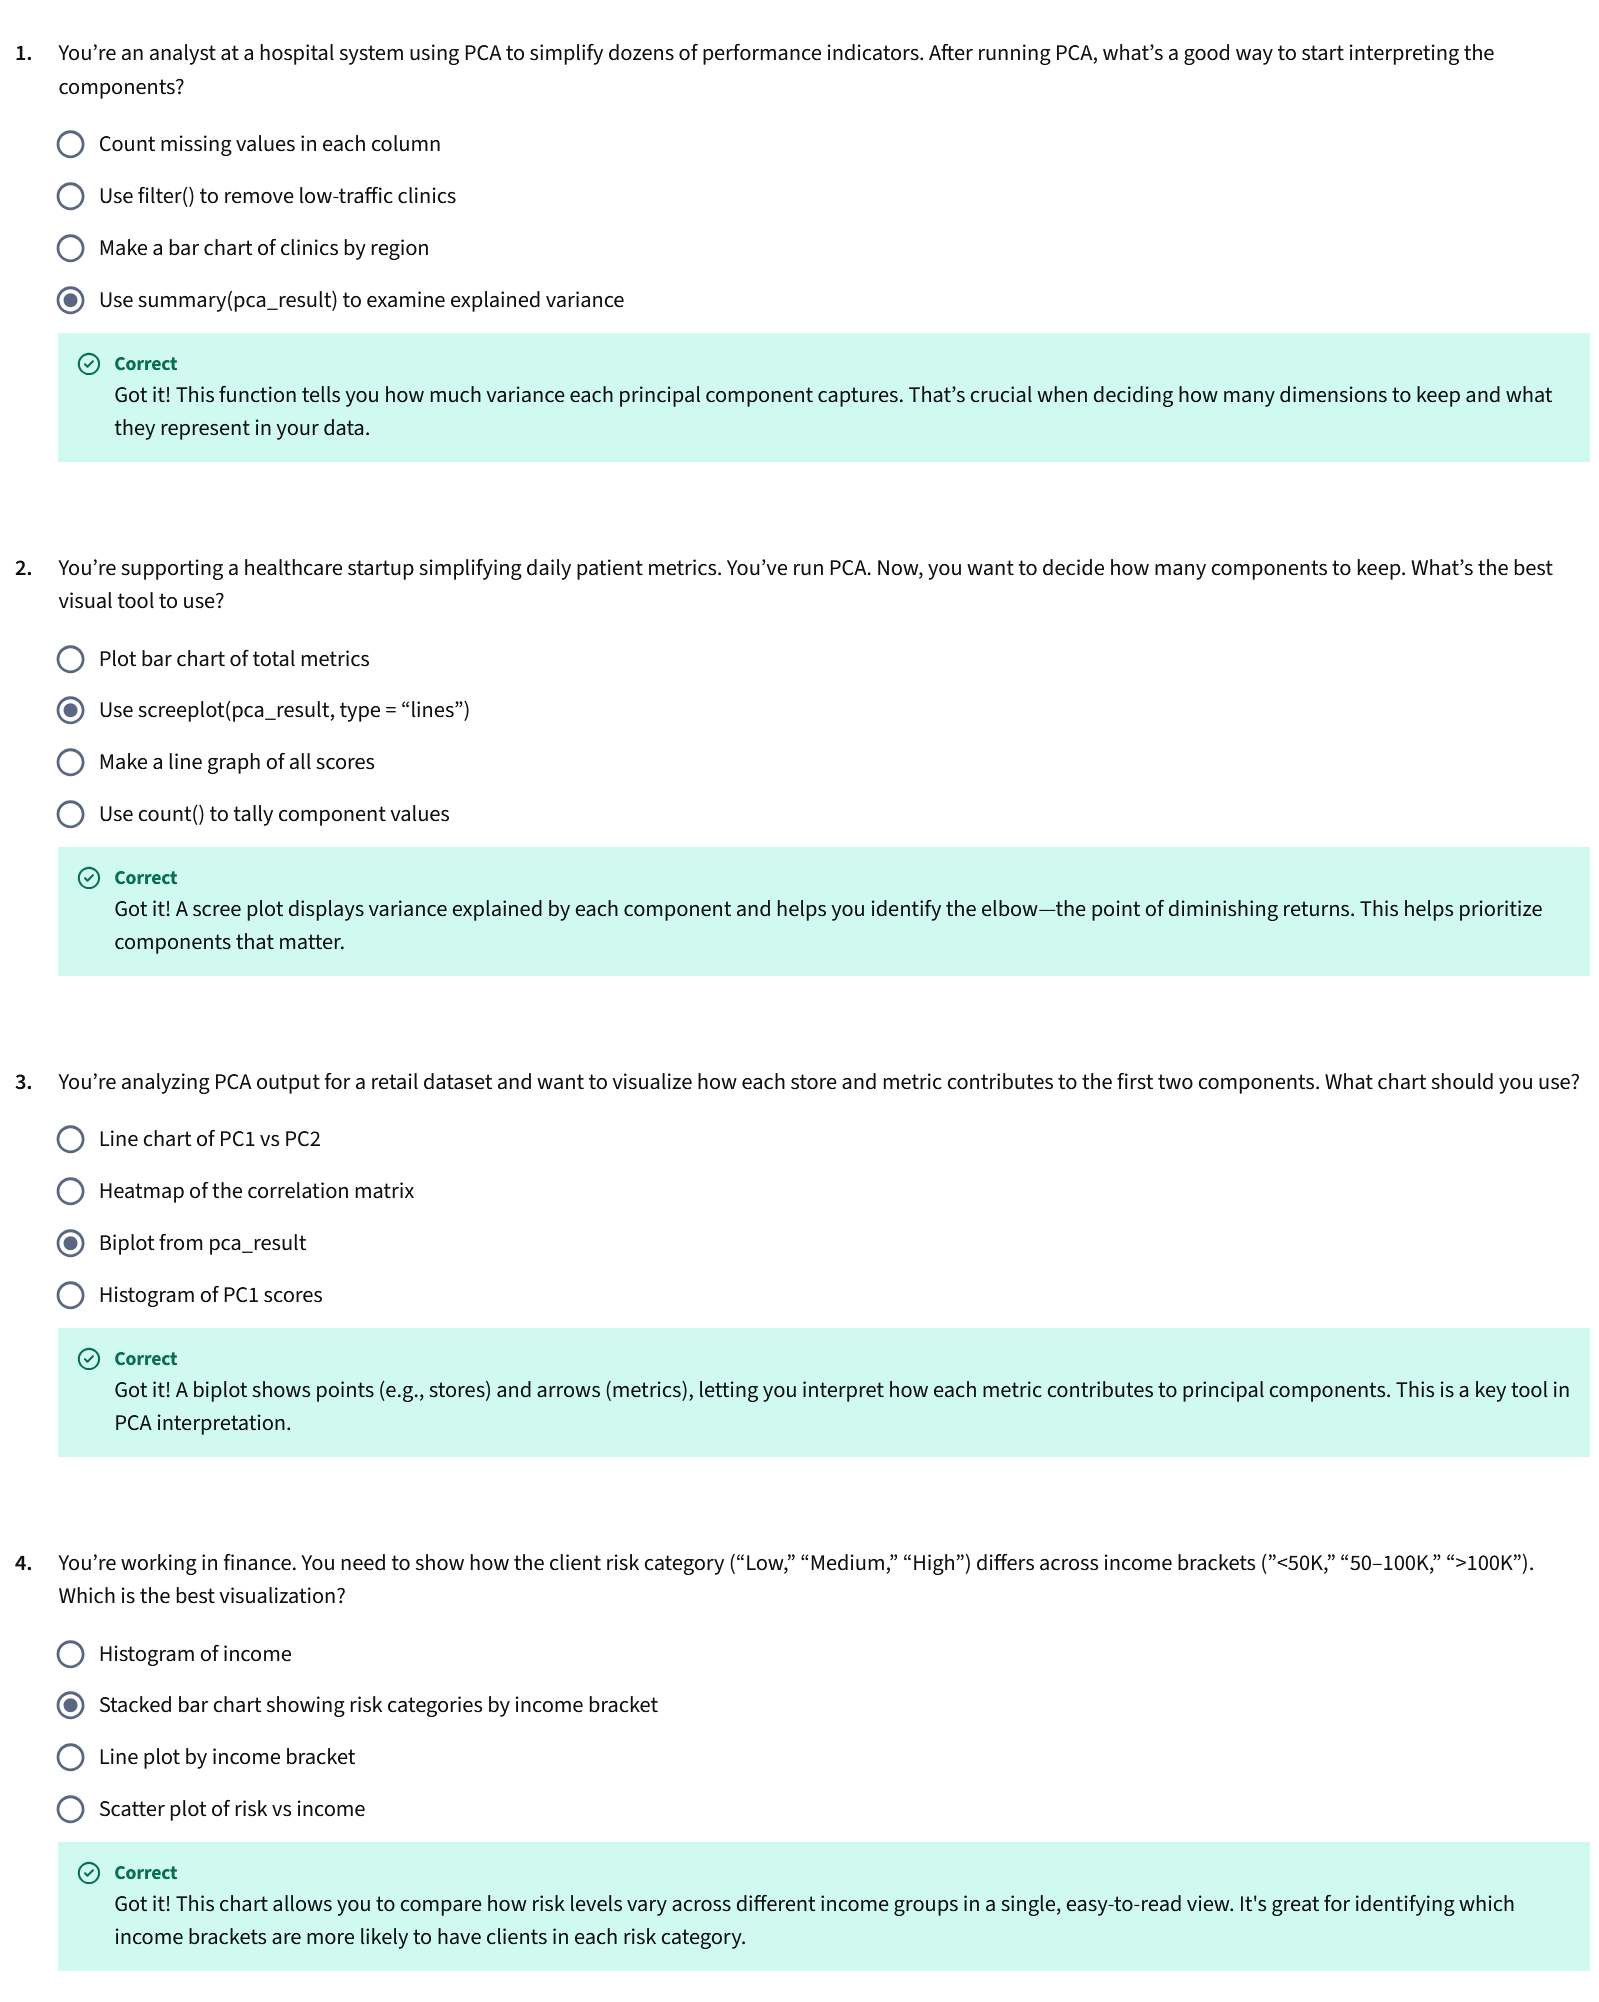 1. You’re an analyst at a hospital system using PCA to simplify dozens of performance indicators. After running PCA, what’s a good way to start interpreting the
components?
Count missing values in each column
Use filter() to remove low-traffic clinics
Make a bar chart of clinics by region
Use summary(pca_result) to examine explained variance
Correct
Got it! This function tells you how much variance each principal component captures. That’s crucial when deciding how many dimensions to keep and what
they represent in your data.
2. You’re supporting a healthcare startup simplifying daily patient metrics. You’ve run PCA. Now, you want to decide how many components to keep. What’s the best
visual tool to use?
Plot bar chart of total metrics
Use screeplot(pca_result, type = “lines”)
Make a line graph of all scores
Use count() to tally component values
Correct
Got it! A scree plot displays variance explained by each component and helps you identify the elbow—the point of diminishing returns. This helps prioritize
components that matter.
3. You’re analyzing PCA output for a retail dataset and want to visualize how each store and metric contributes to the first two components. What chart should you use?
Line chart of PC1 vs PC2
Heatmap of the correlation matrix
Biplot from pca_result
Histogram of PC1 scores
Correct
Got it! A biplot shows points (e.g., stores) and arrows (metrics), letting you interpret how each metric contributes to principal components. This is a key tool in
PCA interpretation.
4. You’re working in finance. You need to show how the client risk category (“Low,” “Medium,” “High”) differs across income brackets (”<50K,” “50–100K,” “>100K”).
Which is the best visualization?
Histogram of income
Stacked bar chart showing risk categories by income bracket
Line plot by income bracket
Scatter plot of risk vs income
Correct
Got it! This chart allows you to compare how risk levels vary across different income groups in a single, easy-to-read view. It's great for identifying which
income brackets are more likely to have clients in each risk category.